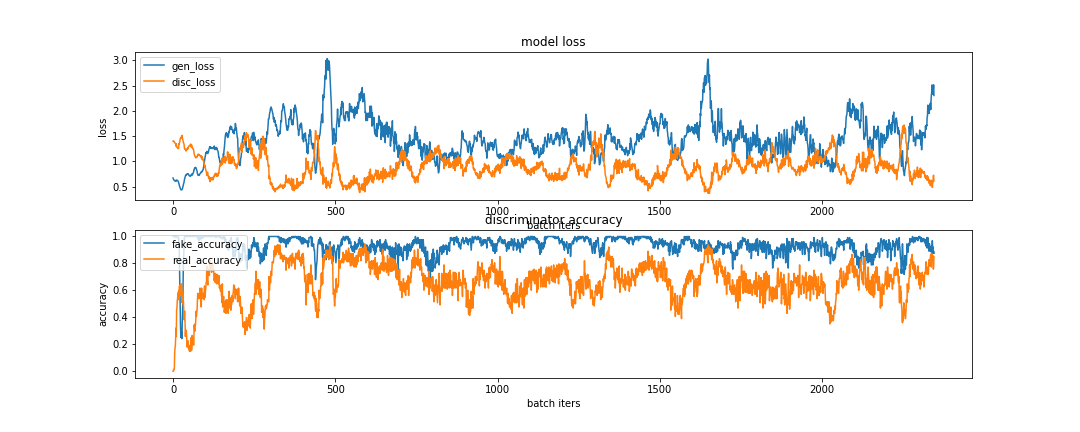 model loss
3.0
2.5
2.0
1.5
1.0
0.5
loss
gen_loss
disc_loss
0 500 1000 1500 2000
batch iters
discriminator accuracy
1.0
0.8
0.6
0.4
0.2
0.0
accuracy
fake_accuracy
real_accuracy
0 500 1000 1500 2000
batch iters